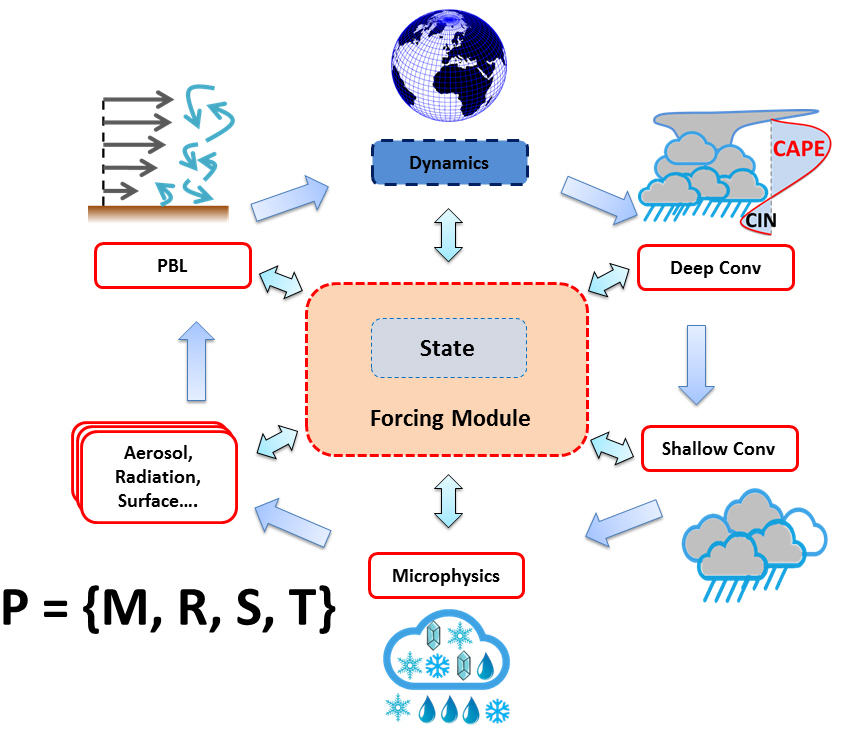 Dynamics
CAPE
CIN
PBL
Deep Conv
State
Forcing Module
Aerosol,
Radiation,
Surface....
Shallow Conv
Microphysics
P = {M, R, S, T}